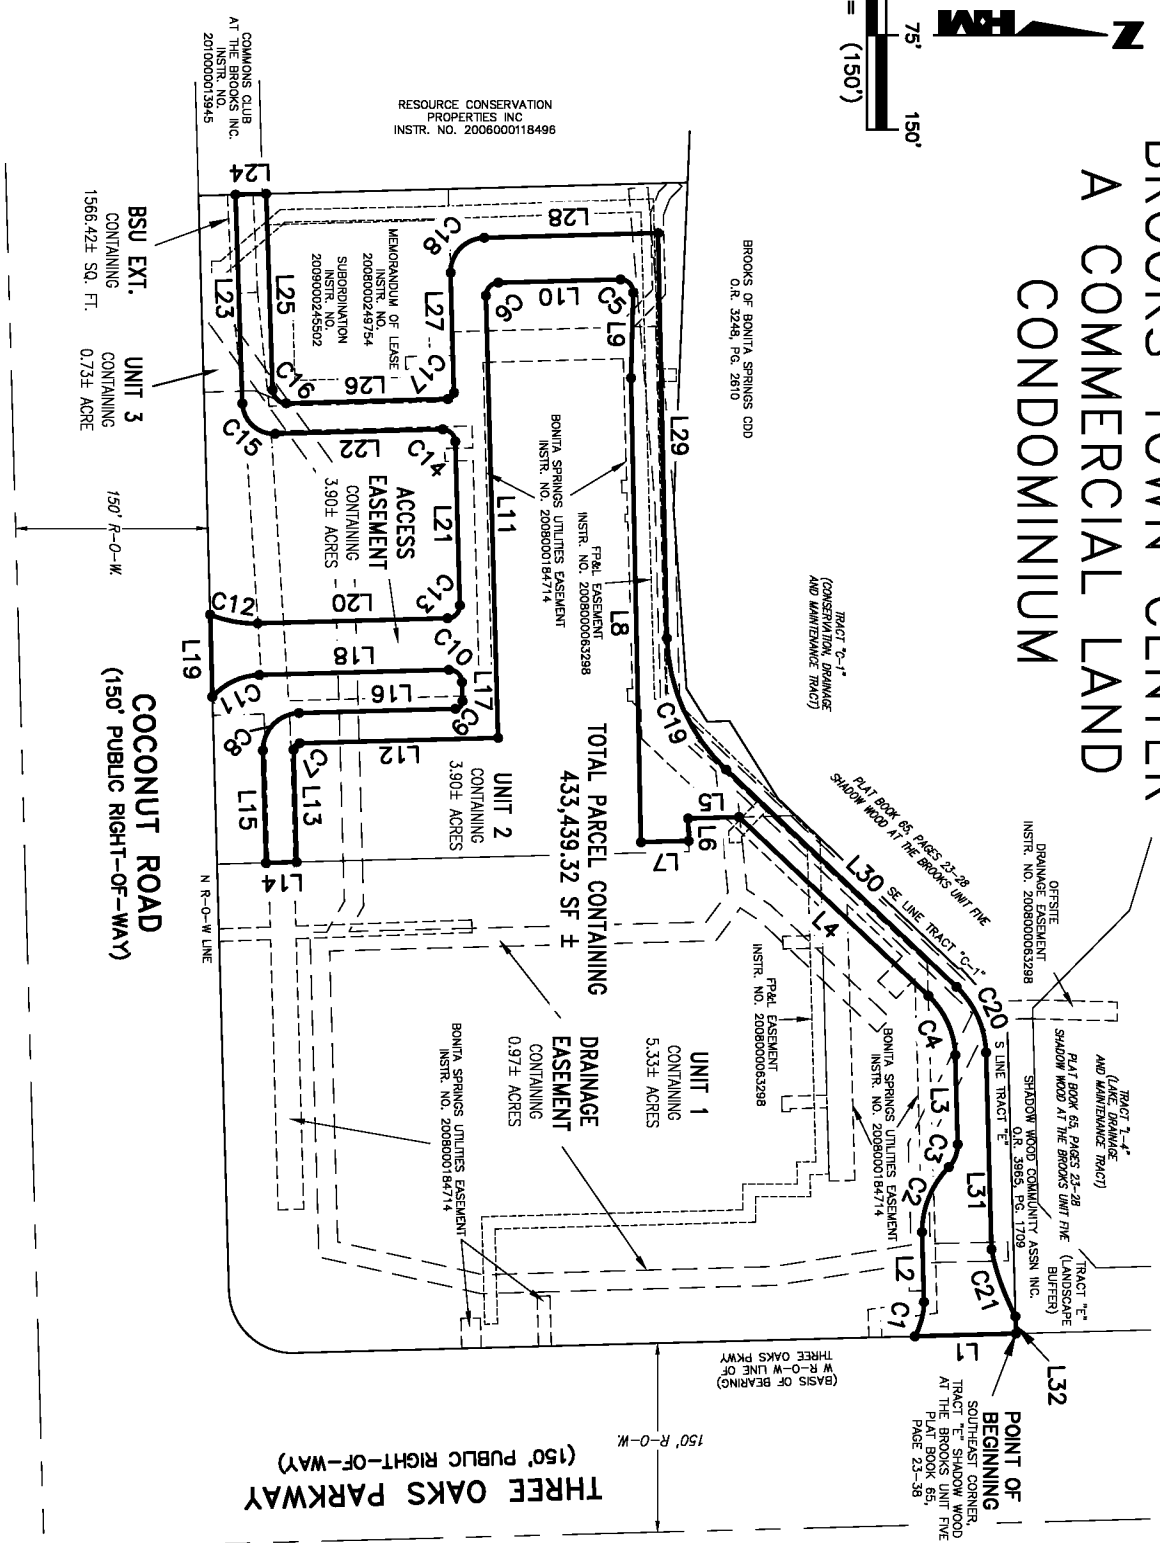 A COMMERCIAL LAND
CONDOMINIUM
N
HM
75'
150'
=
(150')
TRACT "L-4"
(LAKE, DRAINAGE
AND MAINTENANCE TRACT)
PLAT BOOK 65, PAGES 23-28
SHADOW WOOD AT THE BROOKS UNIT FIVE
OFFSITE
DRAINAGE EASEMENT
INSTR. NO. 2008000063298
TRACT "E"
(LANDSCAPE
BUFFER)
SHADOW WOOD COMMUNITY ASSN INC.
O.R. 3965, PG. 1709
S LINE TRACT "E"
POINT OF
BEGINNING
SOUTHEAST CORNER,
TRACT "E" SHADOW WOOD
AT THE BROOKS UNIT FIVE
PLAT BOOK 65,
PAGE 23-38
PLAT BOOK 65, PAGES 23-28
SHADOW WOOD AT THE BROOKS UNIT FIVE
SE LINE TRACT "C-1"
TRACT "C-1"
(CONSERVATION, DRAINAGE
AND MAINTENANCE TRACT)
BROOKS OF BONITA SPRINGS CDD
O.R. 3248, PG. 2610
RESOURCE CONSERVATION
PROPERTIES INC
INSTR. NO. 2006000118496
COMMONS CLUB
AT THE BROOKS INC.
INSTR. NO.
2010000013945
FP&L EASEMENT
INSTR. NO. 2008000063298
BONITA SPRINGS UTILITIES EASEMENT
INSTR. NO. 2008000184714
FP&L EASEMENT
INSTR. NO. 2008000063298
BONITA SPRINGS UTILITIES EASEMENT
INSTR. NO. 2008000184714
BONITA SPRINGS UTILITIES EASEMENT
INSTR. NO. 2008000184714
MEMORANDUM OF LEASE
INSTR. NO.
2008000249754
SUBORDINATION
INSTR. NO.
2009000245502
TOTAL PARCEL CONTAINING
433,439.32 SF ±
UNIT 1
CONTAINING
5.33± ACRES
UNIT 2
CONTAINING
3.90± ACRES
UNIT 3
CONTAINING
0.73± ACRE
DRAINAGE
EASEMENT
CONTAINING
0.97± ACRES
ACCESS
EASEMENT
CONTAINING
3.90± ACRES
BSU EXT.
CONTAINING
1566.42± SQ. FT.
COCONUT ROAD
(150' PUBLIC RIGHT-OF-WAY)
150' R-O-W.
N R-O-W LINE
THREE OAKS PARKWAY
(150' PUBLIC RIGHT-OF-WAY)
150' R-O-W.
W R-O-W LINE OF
THREE OAKS PKWY
(BASIS OF BEARING)
L1
L2
L3
L4
L5
L6
L7
L8
L9
L10
L11
L12
L13
L14
L15
L16
L17
L18
L19
L20
L21
L22
L23
L24
L25
L26
L27
L28
L29
L30
L31
L32
C1
C2
C3
C4
C5
C6
C7
C8
C9
C10
C11
C12
C13
C14
C15
C16
C17
C18
C19
C20
C21